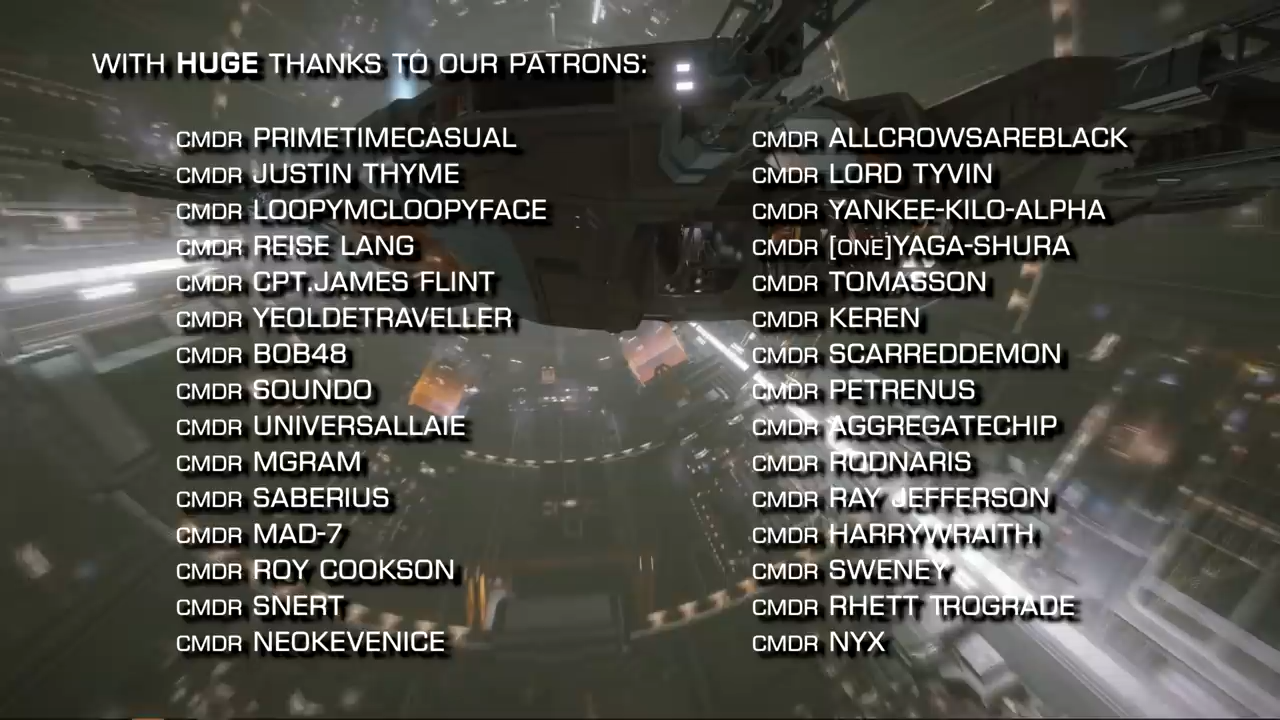 WITH HUGE THANKS TO OUR PATRONS:
CMDR PRIMETIMECASUAL
CMDR JUSTIN THYME
CMDR LOOPYMCLOOPYFACE
CMDR REISE LANG
CMDR CPT.JAMES FLINT
CMDR YEOLDETRAVELLER
CMDR BOB48
CMDR SOUNDO
CMDR UNIVERSALLAIE
CMDR MGRAM
CMDR SABERIUS
CMDR MAD-7
CMDR ROY COOKSON
CMDR SNERT
CMDR NEOKEVENICE
CMDR ALLCROWSAREBLACK
CMDR LORD TYVIN
CMDR YANKEE-KILO-ALPHA
CMDR [ONE]YAGA-SHURA
CMDR TOMASSON
CMDR KEREN
CMDR SCARREDDEMON
CMDR PETRENUS
CMDR AGGREGATECHIP
CMDR RODNARIS
CMDR RAY JEFFERSON
CMDR HARRYWRAITH
CMDR SWENEY
CMDR RHETT TROGRADE
CMDR NYX